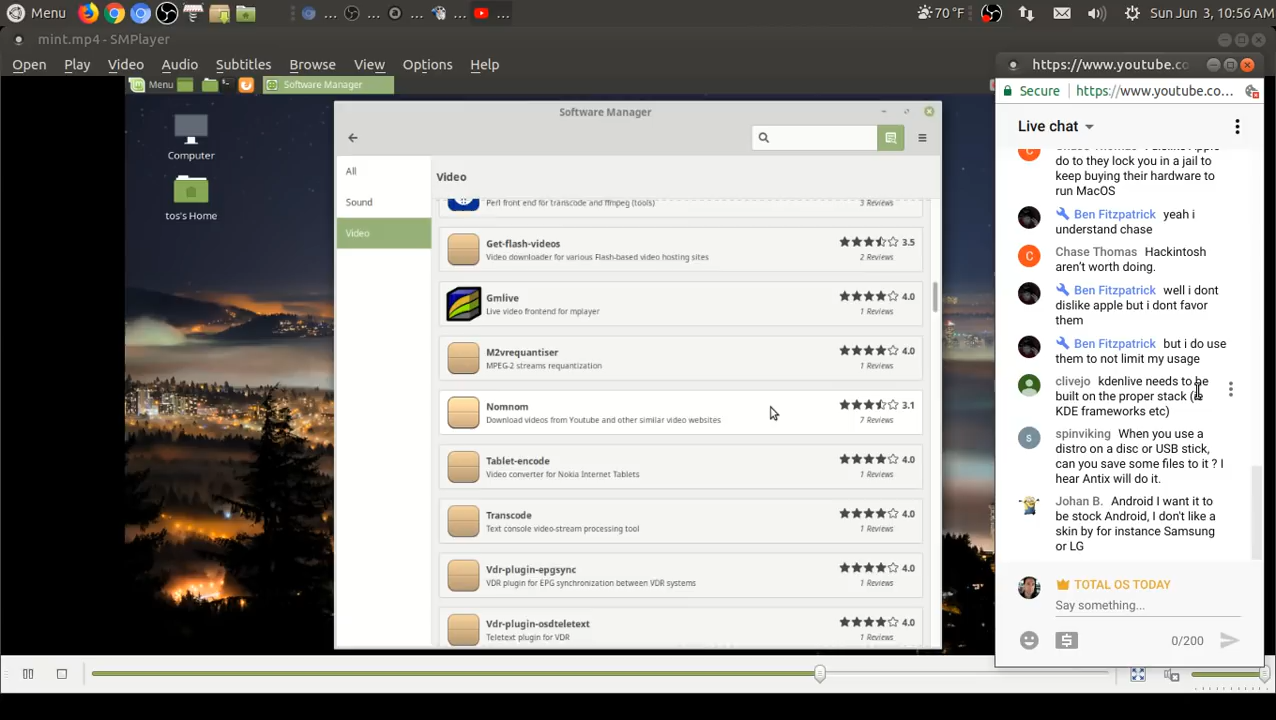 Menu
70 °F
Sun Jun 3, 10:56 AM
mint.mp4 - SMPlayer
Open Play Video Audio Subtitles Browse View Options Help
Menu
Software Manager
Computer
tos's Home
Software Manager
All
Sound
Video
Video
Perl front end for transcode and ffmpeg (tools)
3 Reviews
Get-flash-videos
3.5
Video downloader for various Flash-based video hosting sites
2 Reviews
Gmlive
4.0
Live video frontend for mplayer
1 Reviews
M2vrequantiser
4.0
MPEG-2 streams requantization
1 Reviews
Nomnom
3.1
Download videos from Youtube and other similar video websites
7 Reviews
Tablet-encode
4.0
Video converter for Nokia Internet Tablets
1 Reviews
Transcode
4.0
Text console video-stream processing tool
1 Reviews
Vdr-plugin-epgsync
4.0
VDR plugin for EPG synchronization between VDR systems
1 Reviews
Vdr-plugin-osdteletext
4.0
Teletext plugin for VDR
1 Reviews
https://www.youtube.co
Secure https://www.youtube.co...
Live chat
C
do to they lock you in a jail to
keep buying their hardware to
run MacOS
Ben Fitzpatrick yeah i
understand chase
C
Chase Thomas Hackintosh
aren't worth doing.
Ben Fitzpatrick well i dont
dislike apple but i dont favor
them
Ben Fitzpatrick but i do use
them to not limit my usage
clivejo kdenlive needs to be
built on the proper stack
KDE frameworks etc)
s
spinviking When you use a
distro on a disc or USB stick,
can you save some files to it ? I
hear Antix will do it.
Johan B. Android I want it to
be stock Android, I don't like a
skin by for instance Samsung
or LG
TOTAL OS TODAY
Say something...
0/200